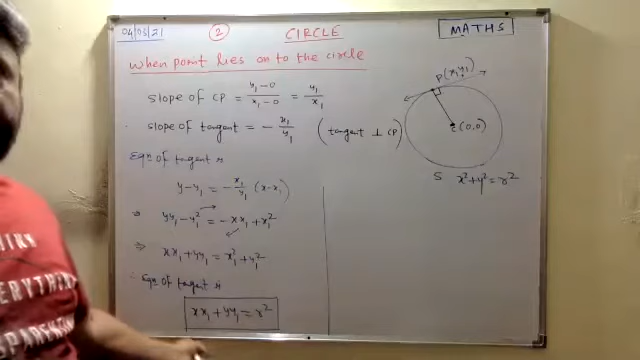 04/03/21
2
CIRCLE
MATHS
when point lies on to the circle
slope of CP = y₁-0/x₁-0 = y₁/x₁
slope of tangent = - x₁/y₁ (tangent ⊥ CP)
Eqn of tangent is
y-y₁ = - x₁/y₁ (x-x₁)
⇒ yy₁-y₁² = -xx₁+x₁²
⇒ xx₁+yy₁ = x₁²+y₁²
∴ Eqn of tangent is
xx₁+yy₁=r²
P(x₁,y₁)
C(0,0)
S x²+y²=r²
EVERYTHIN